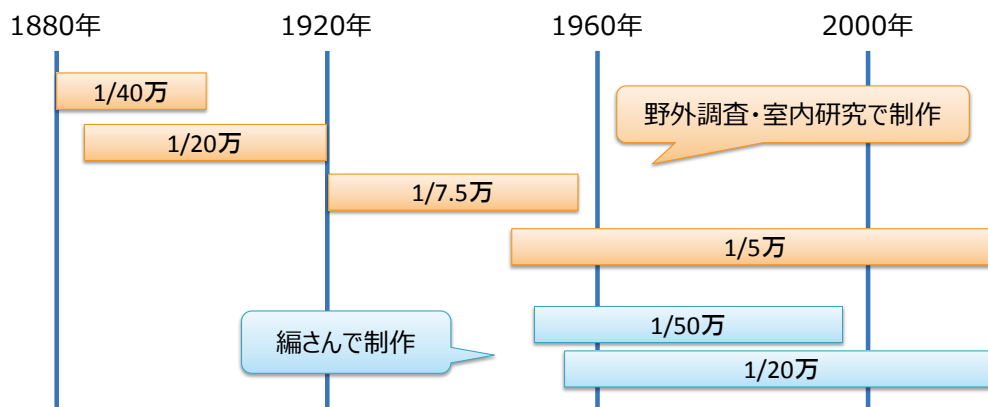 1880年
1920年
1960年
2000年
1/40万
野外調査・室内研究で制作
1/20万
1/7.5万
1/5万
1/50万
編さんで制作
1/20万